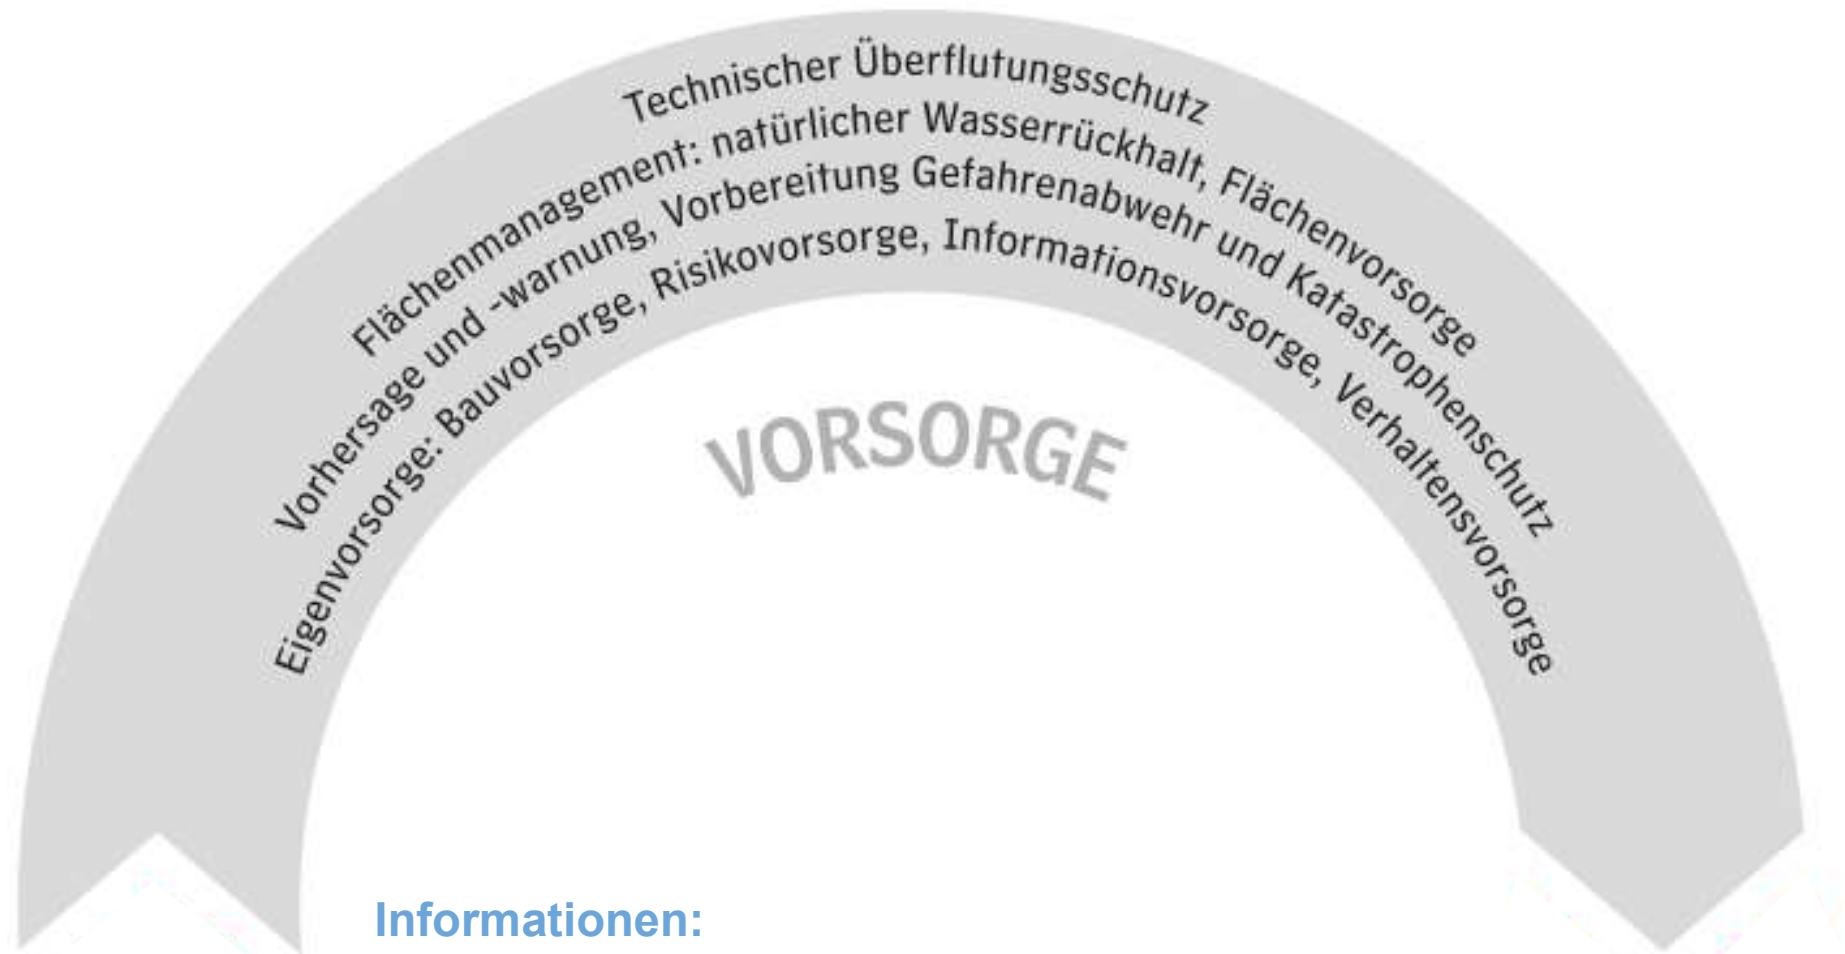 Technischer Überflutungsschutz
Flächenmanagement: natürlicher Wasserrückhalt, Flächenvorsorge
Vorhersage und -warnung, Vorbereitung Gefahrenabwehr und Katastrophenschutz
Eigenvorsorge: Bauvorsorge, Risikovorsorge, Informationsvorsorge, Verhaltensvorsorge
VORSORGE
Informationen: